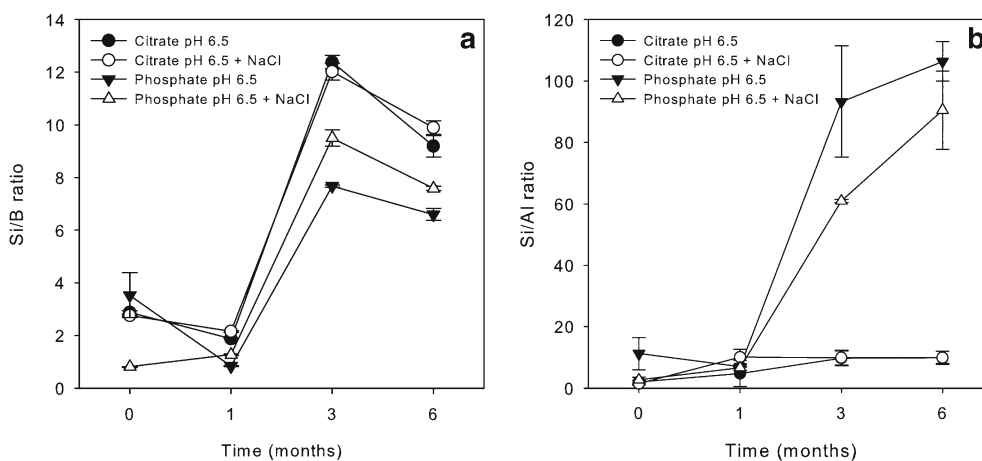 a
Citrate pH 6.5
Citrate pH 6.5 + NaCl
Phosphate pH 6.5
Phosphate pH 6.5 + NaCl
Si/B ratio
14
12
10
8
6
4
2
0
0 1 3 6
Time (months)
b
Citrate pH 6.5
Citrate pH 6.5 + NaCl
Phosphate pH 6.5
Phosphate pH 6.5 + NaCl
Si/Al ratio
120
100
80
60
40
20
0
0 1 3 6
Time (months)